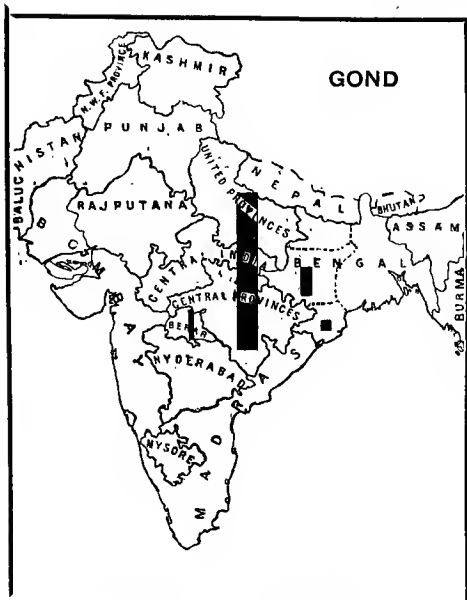 GOND
KASHMIR
N.W.F. PROVINCE
PUNJAB
BALUCHISTAN
UNITED PROVINCES
NEPAL
BHUTAN
RAJPUTANA
ASSAM
BENGAL
CENTRAL INDIA
CENTRAL PROVINCES
BERAR
BURMA
BOMBAY
HYDERABAD
MYSORE
MADRAS